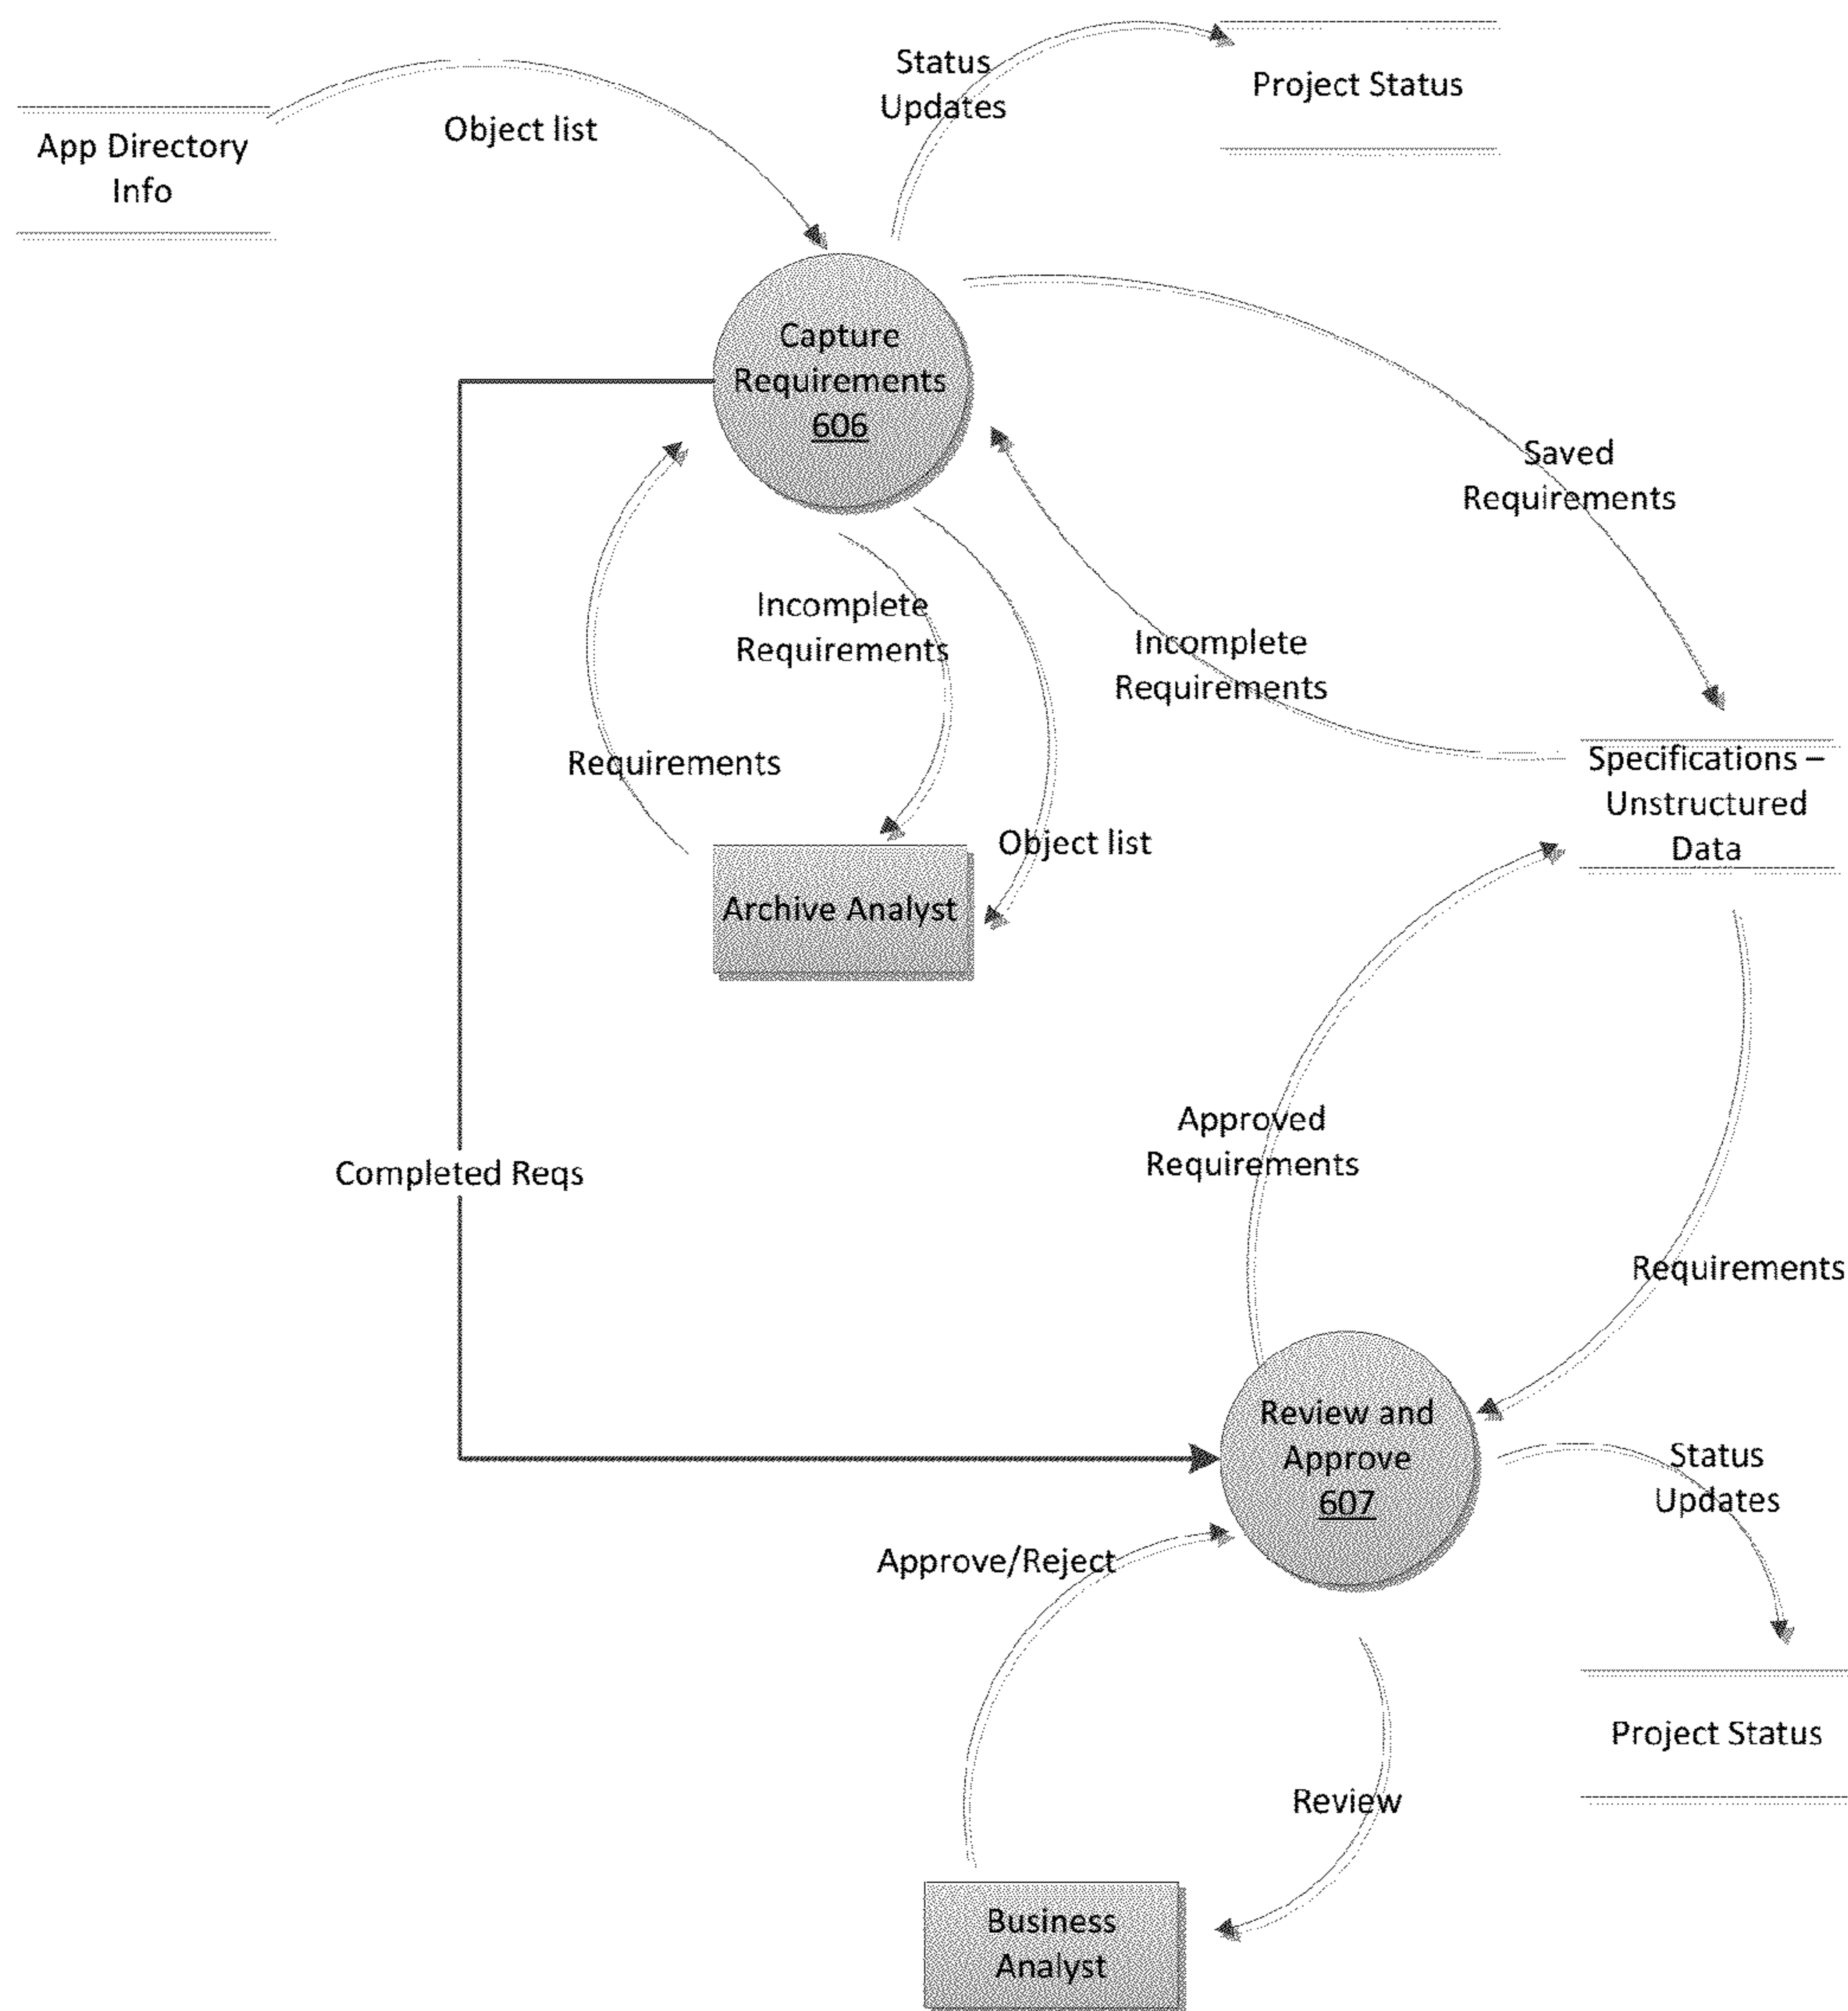 Status
Updates
Project Status
Object list
App Directory
Info
Capture
Requirements
606
Saved
Requirements
Incomplete
Requirements
Incomplete
Requirements
Requirements
Specifications –
Unstructured
Data
Object list
Archive Analyst
Approved
Requirements
Completed Reqs
Requirements
Review and
Approve
607
Status
Updates
Approve/Reject
Project Status
Review
Business
Analyst